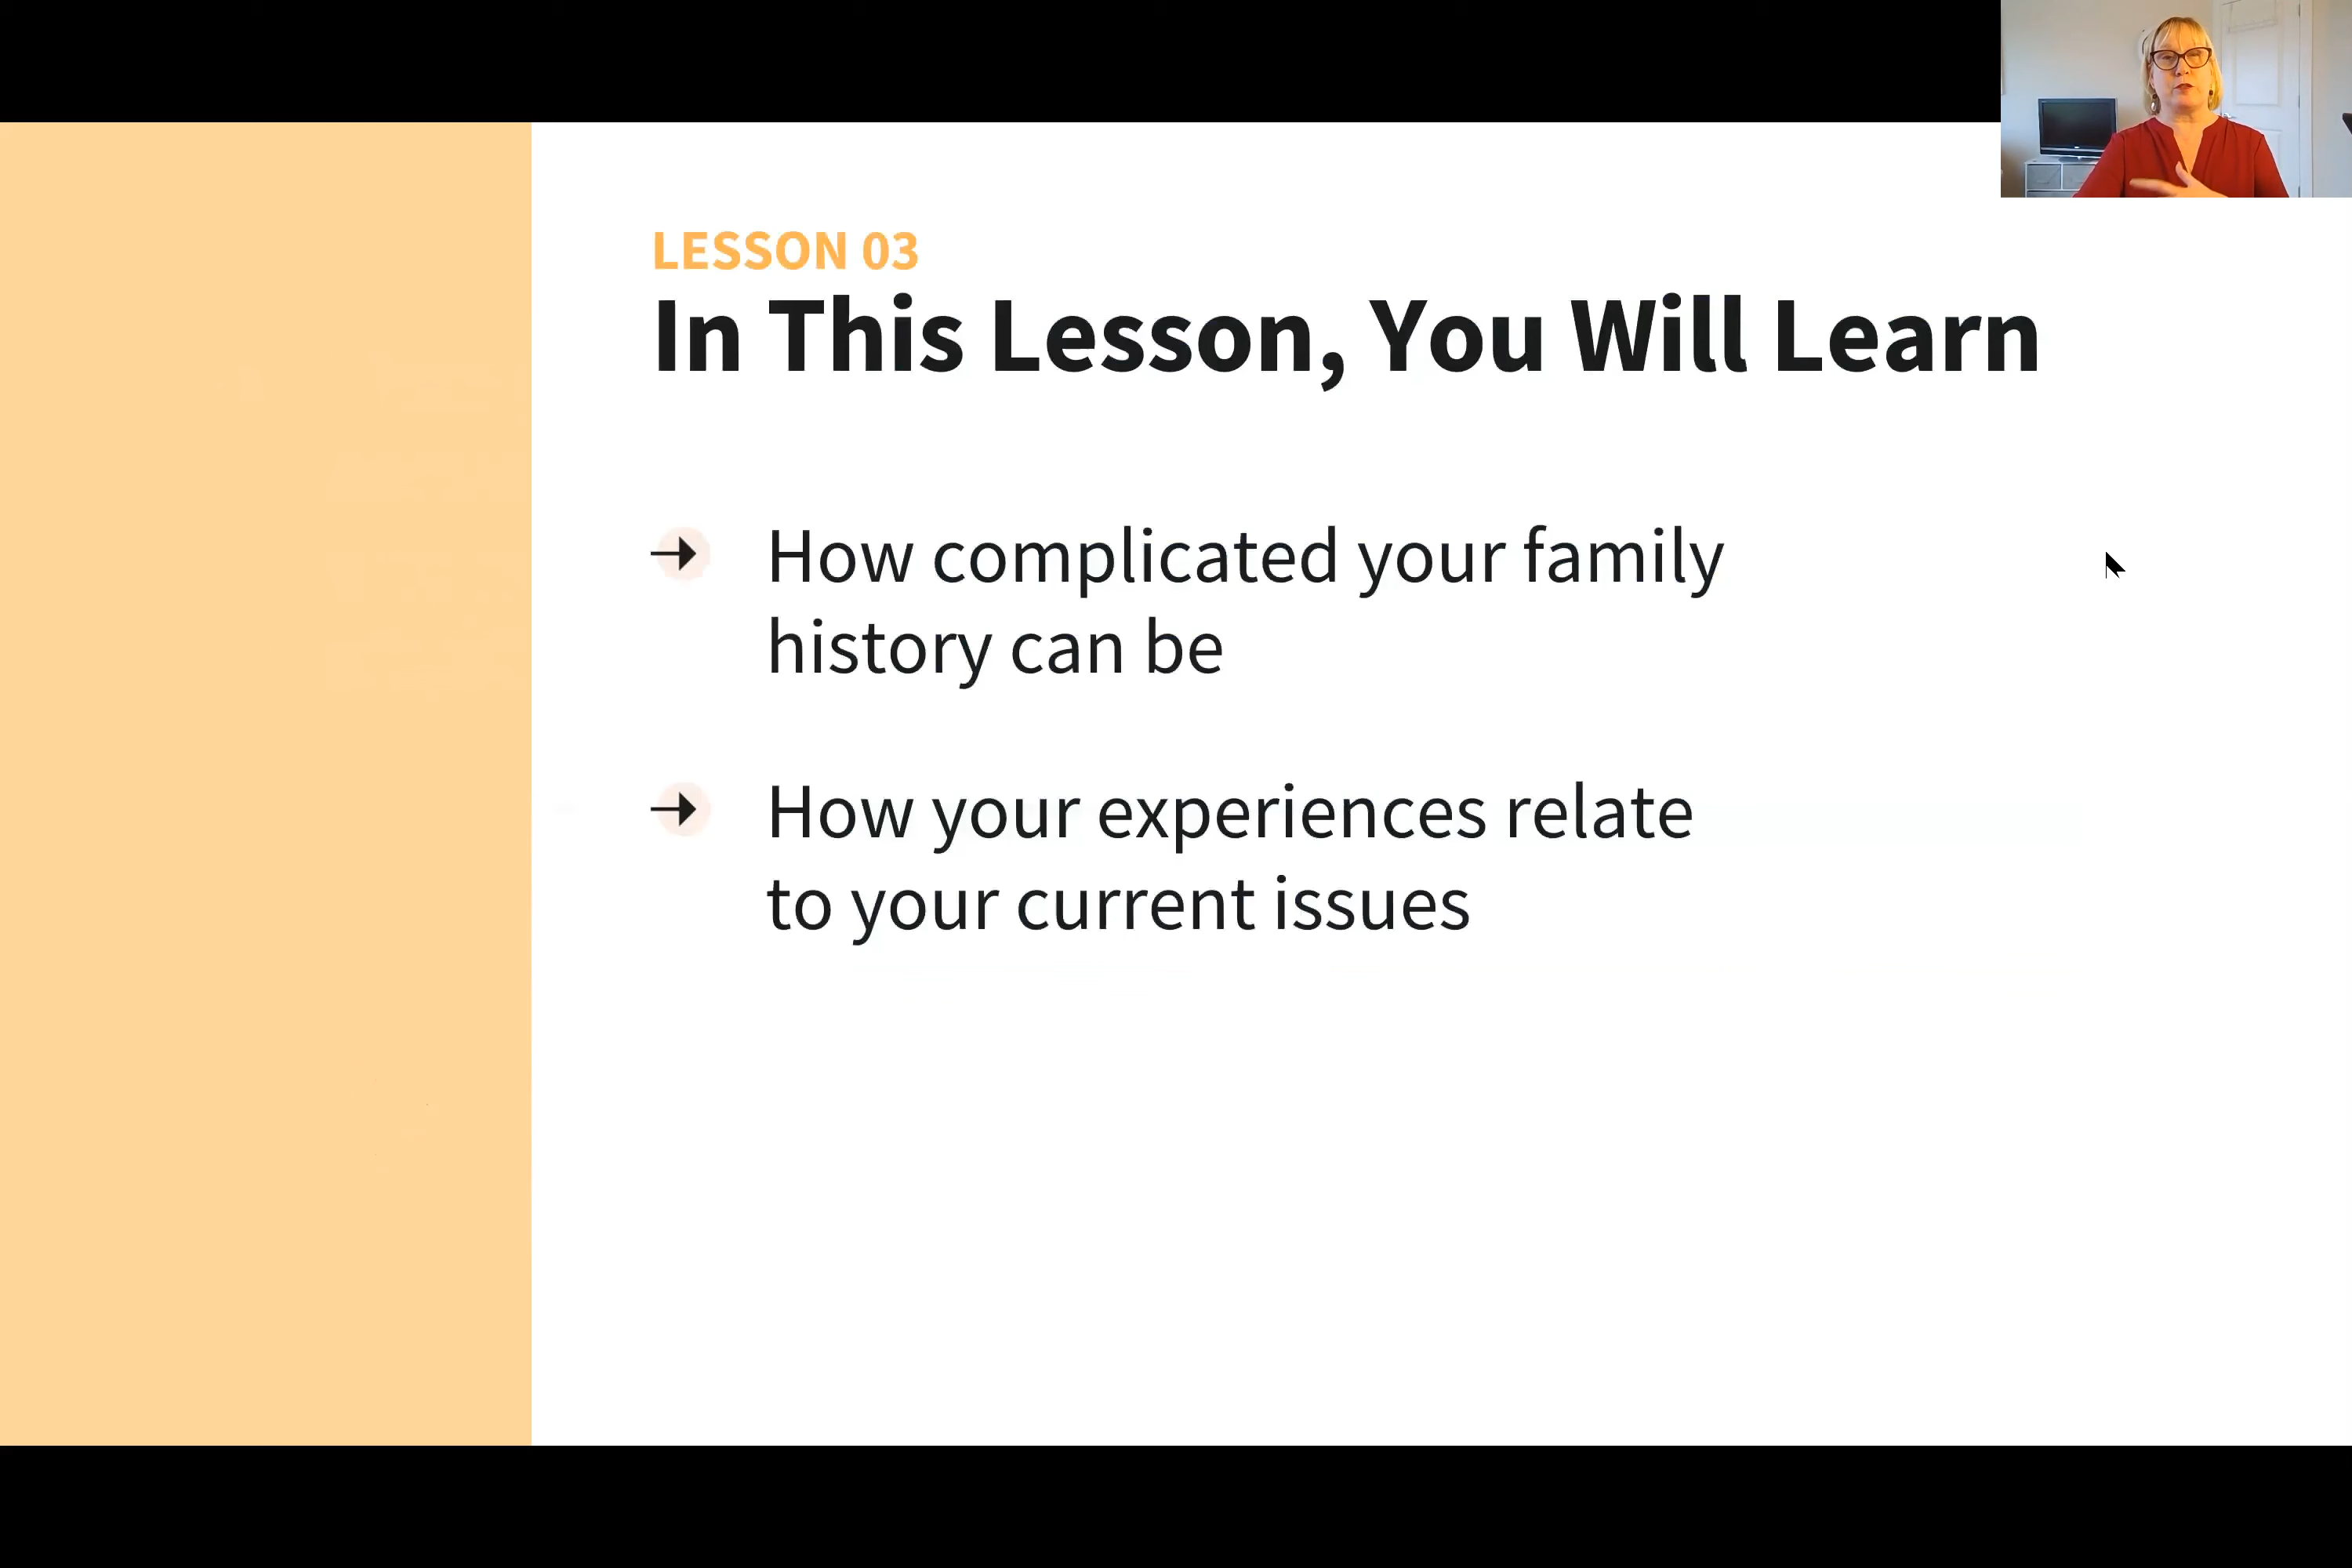 LESSON 03
In This Lesson, You Will Learn
How complicated your family
history can be
How your experiences relate
to your current issues